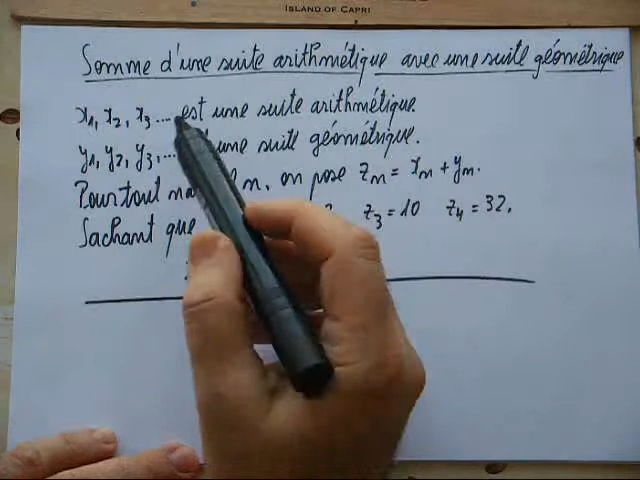 ISLAND OF CAPRI
Somme d'une suite arithmétique avec une suite géométrique
x₁, x₂, x₃... est une suite arithmétique.
y₁, y₂, y₃,... une suite géométrique.
Pour tout n, on pose zₙ = xₙ + yₙ.
Sachant que z₃ = 10 z₄ = 32,